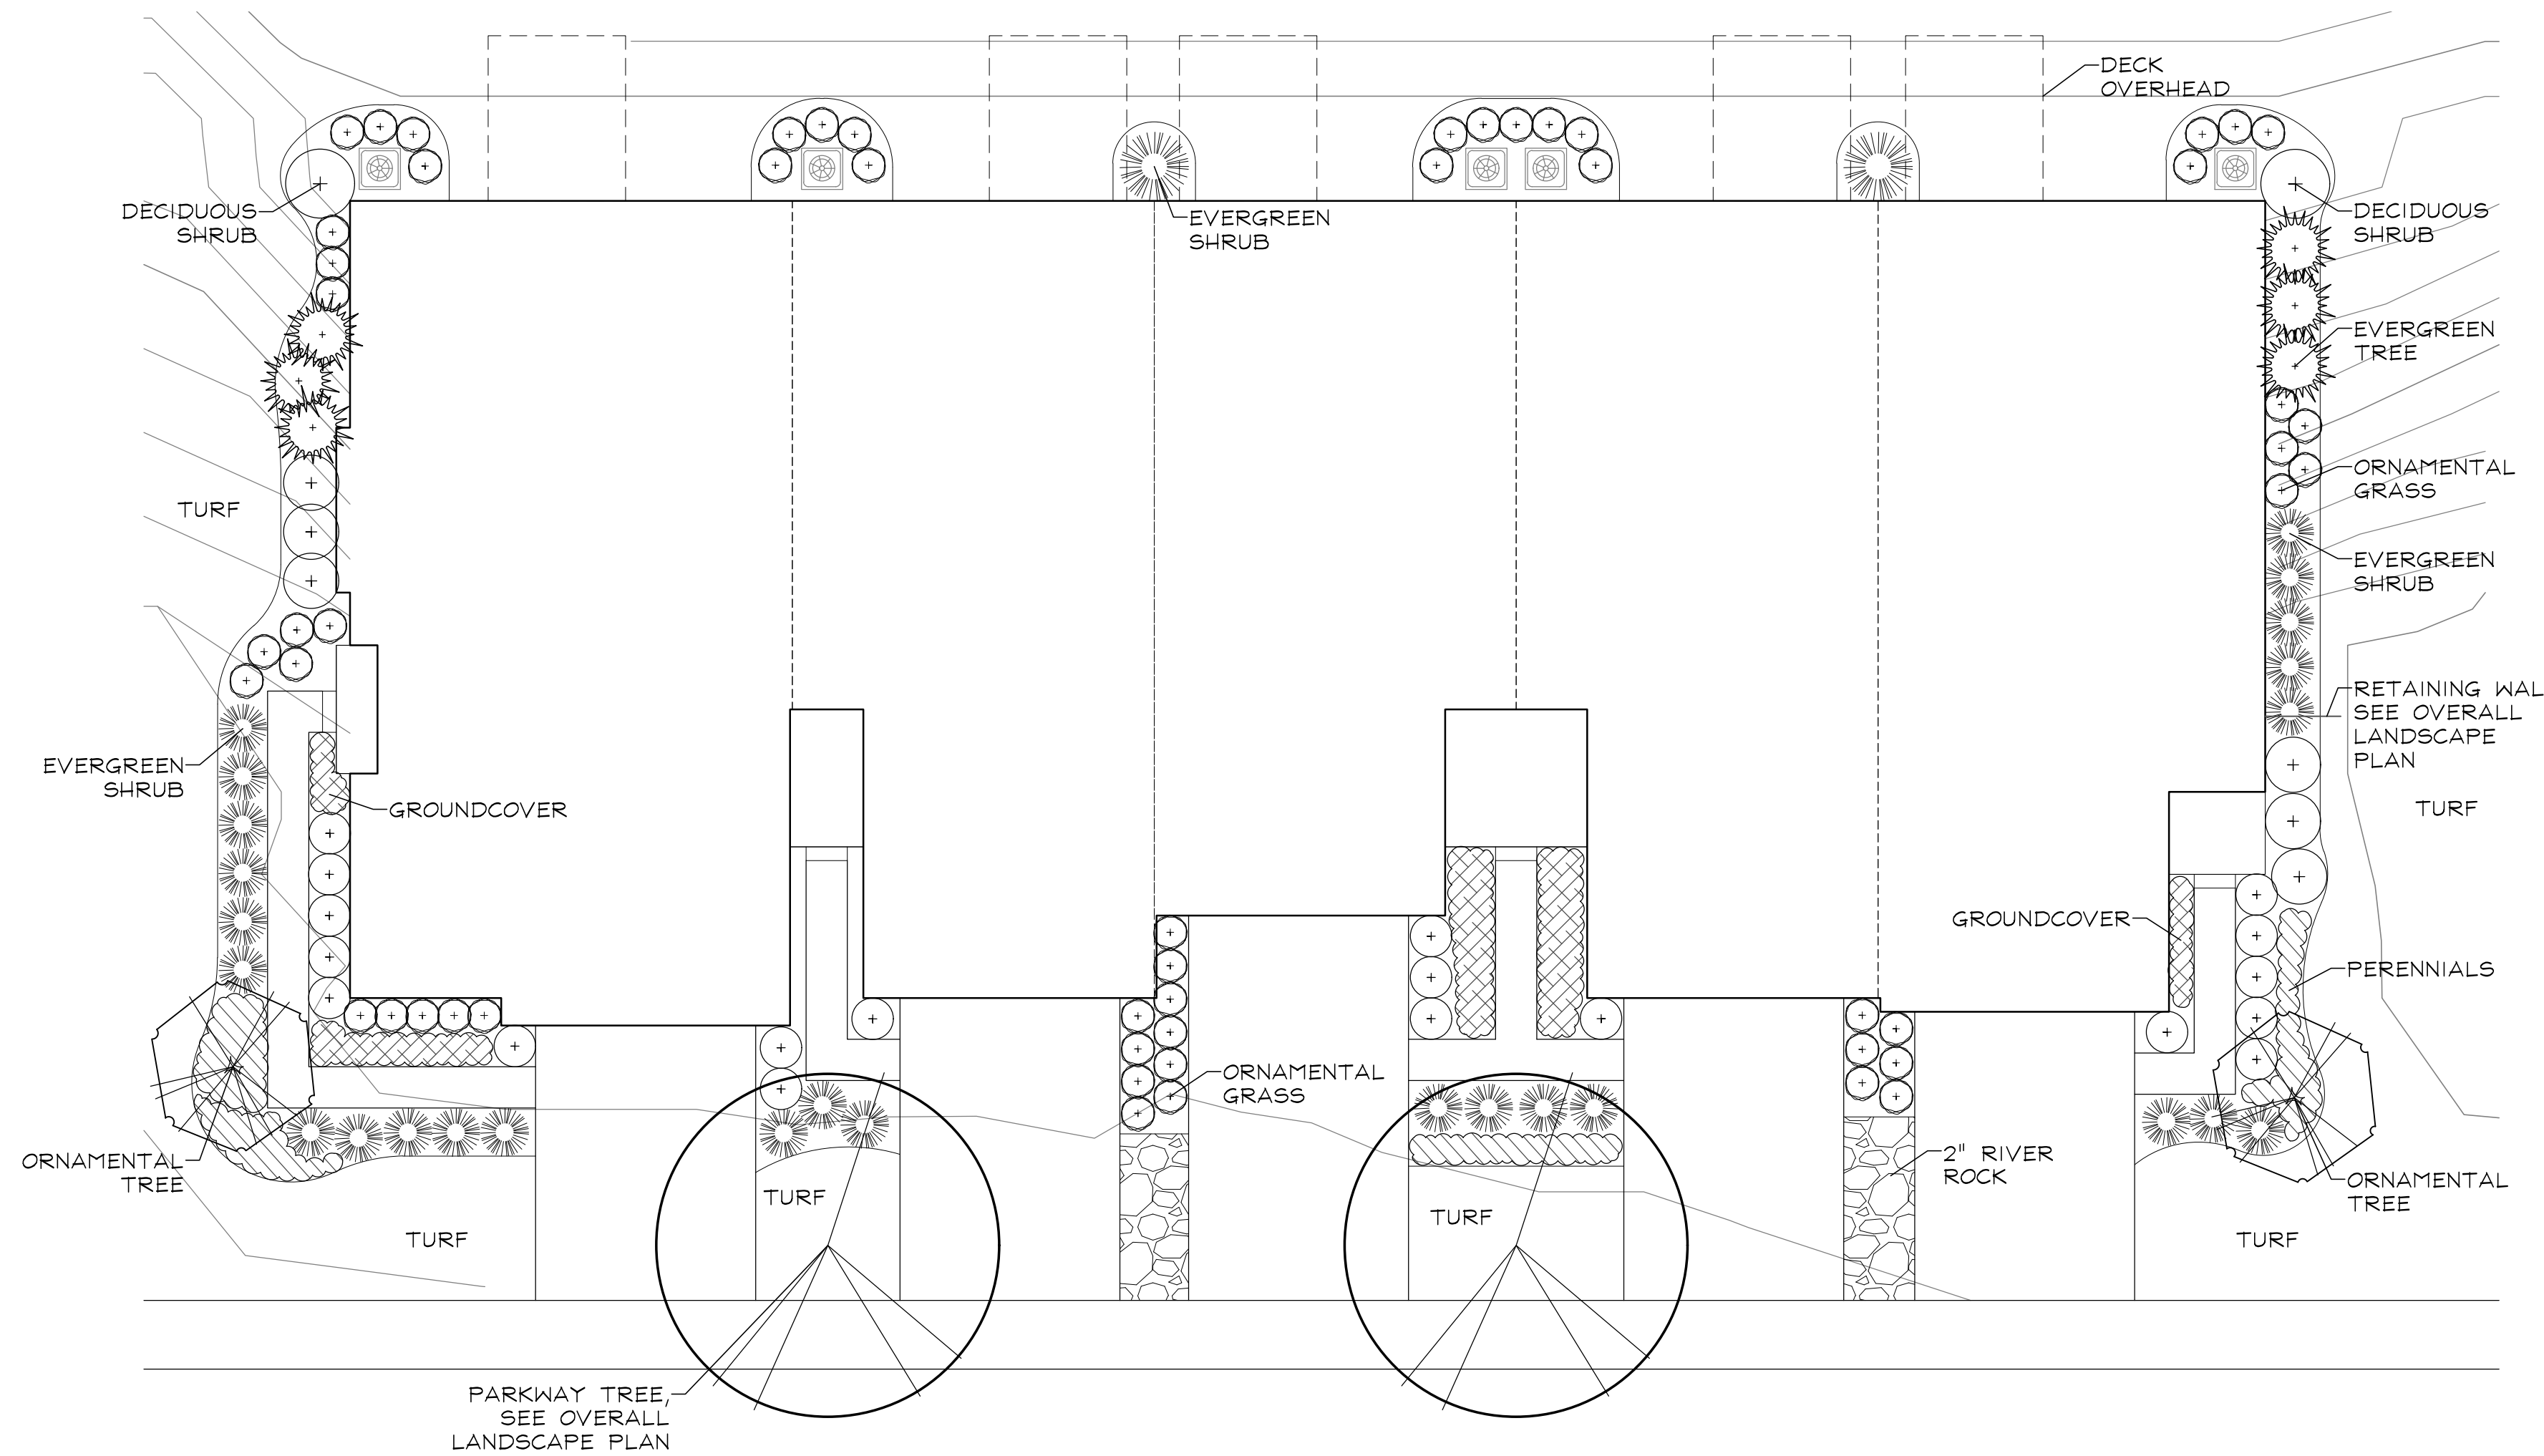 DECK
OVERHEAD
DECIDUOUS
SHRUB
EVERGREEN
SHRUB
DECIDUOUS
SHRUB
EVERGREEN
TREE
ORNAMENTAL
GRASS
TURF
EVERGREEN
SHRUB
RETAINING WAL
SEE OVERALL
LANDSCAPE
PLAN
EVERGREEN
SHRUB
GROUNDCOVER
TURF
GROUNDCOVER
PERENNIALS
ORNAMENTAL
GRASS
ORNAMENTAL
TREE
2" RIVER
ROCK
ORNAMENTAL
TREE
TURF
TURF
TURF
TURF
PARKWAY TREE,
SEE OVERALL
LANDSCAPE PLAN